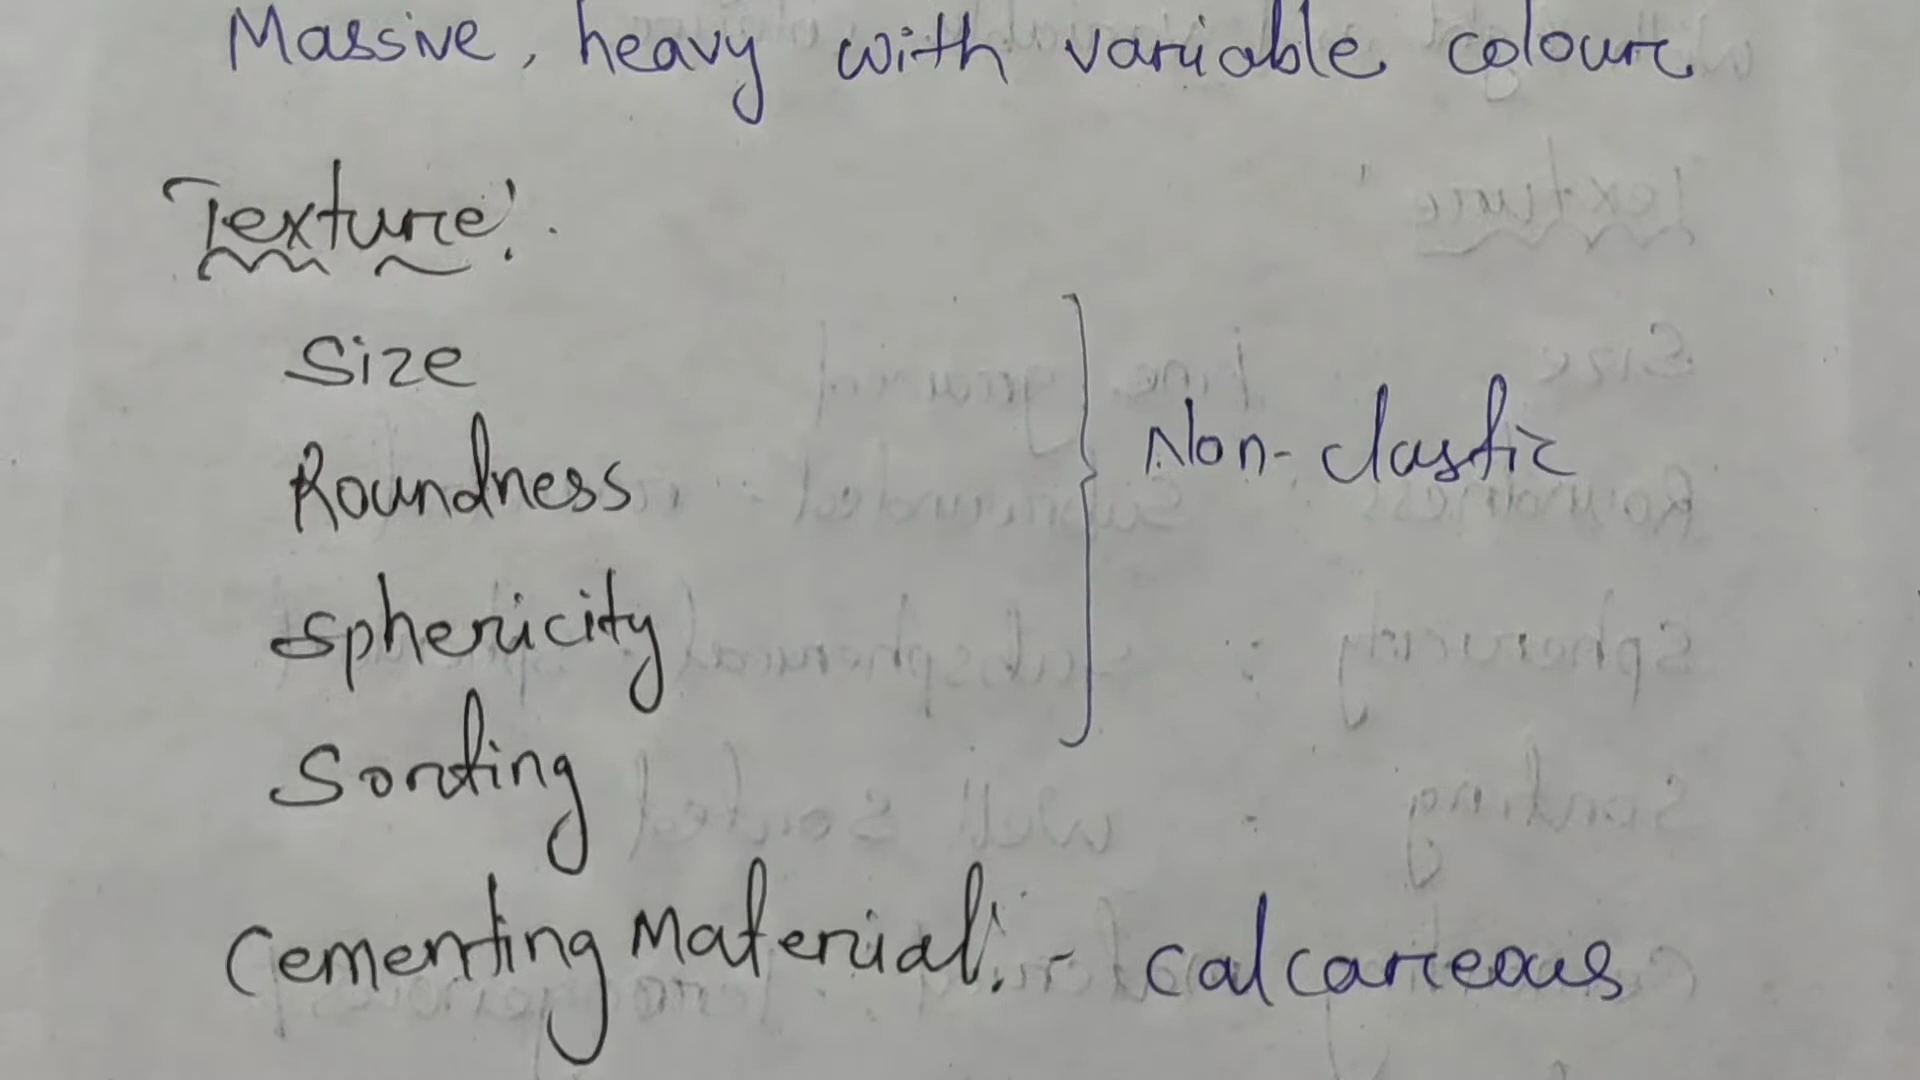 Massive, heavy with variable colour
Texture:
Size
Roundness
Sphericity
Sorting
Non-clastic
Cementing Material:- calcareous